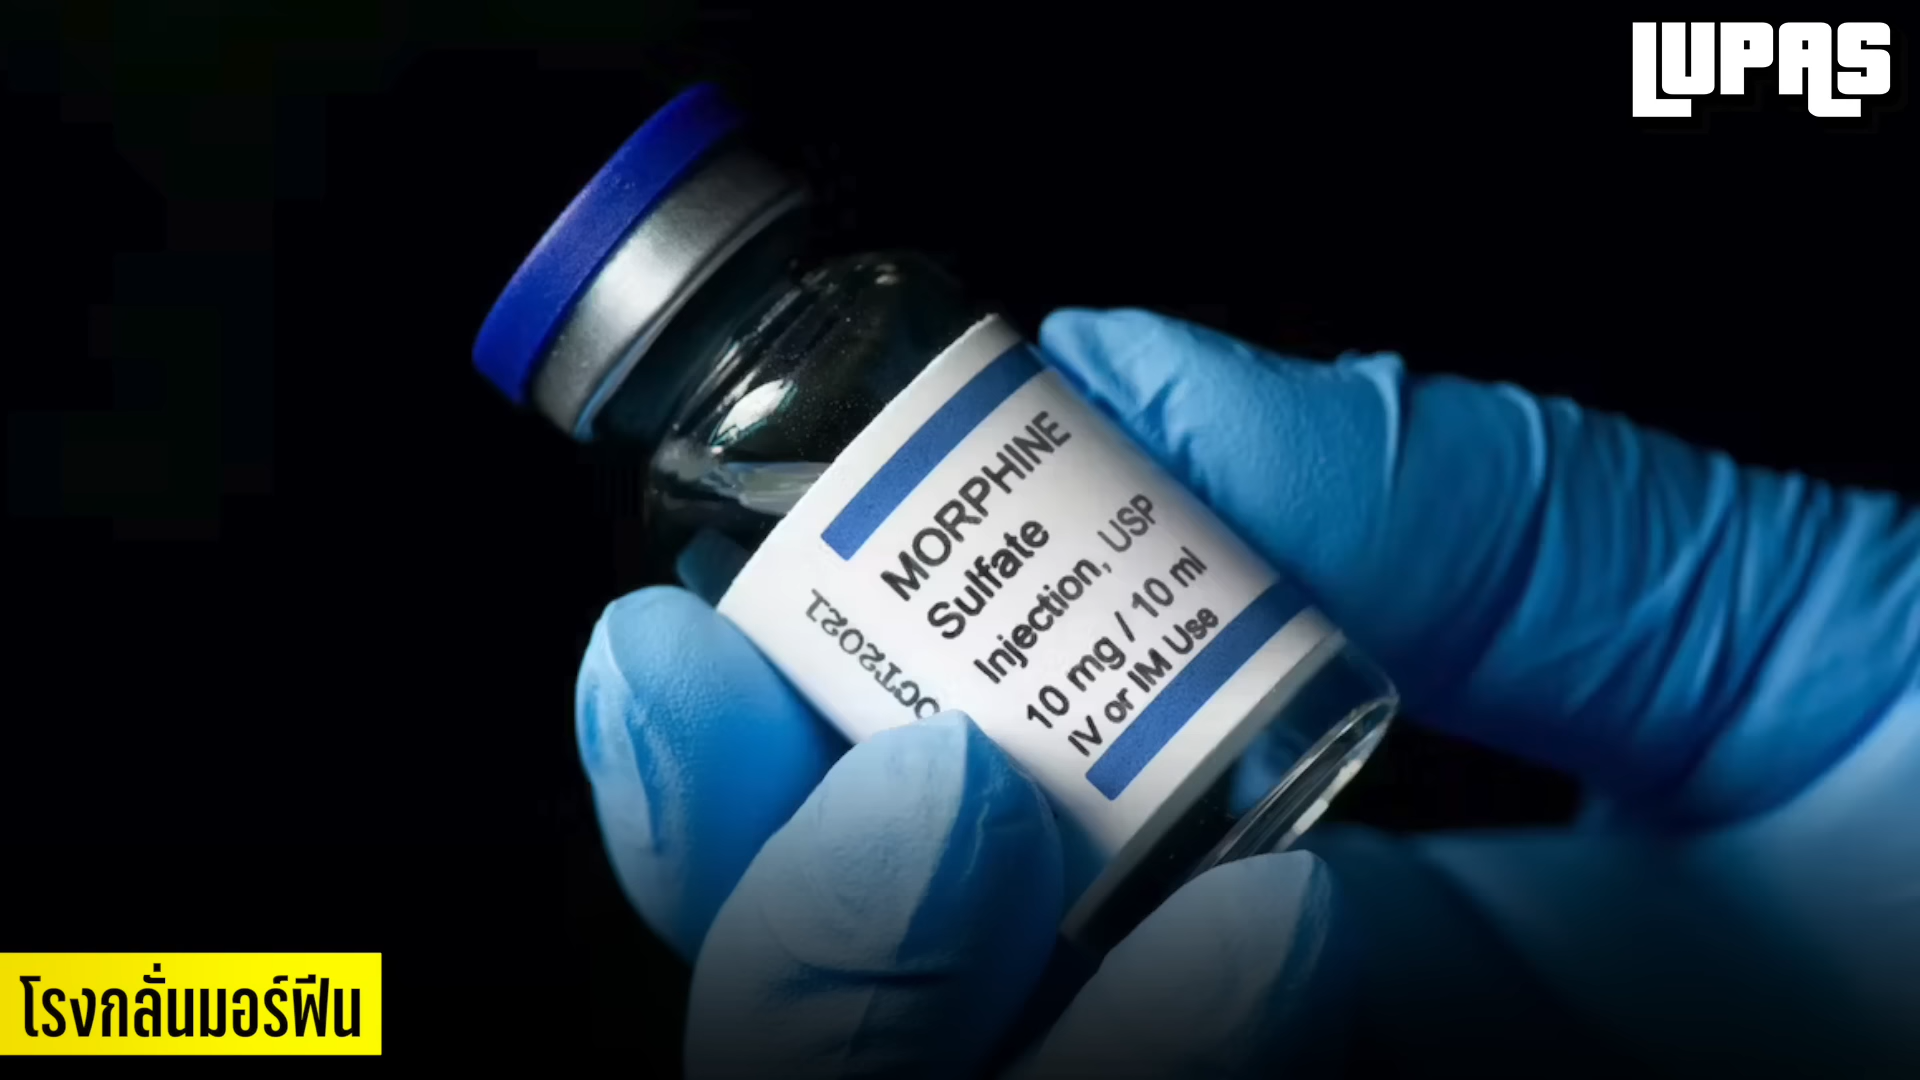 LUPAS
MORPHINE
Sulfate
Injection, USP
10 mg / 10 ml
IV or IM Use
OCT2021
โรงกลั่นมอร์ฟีน